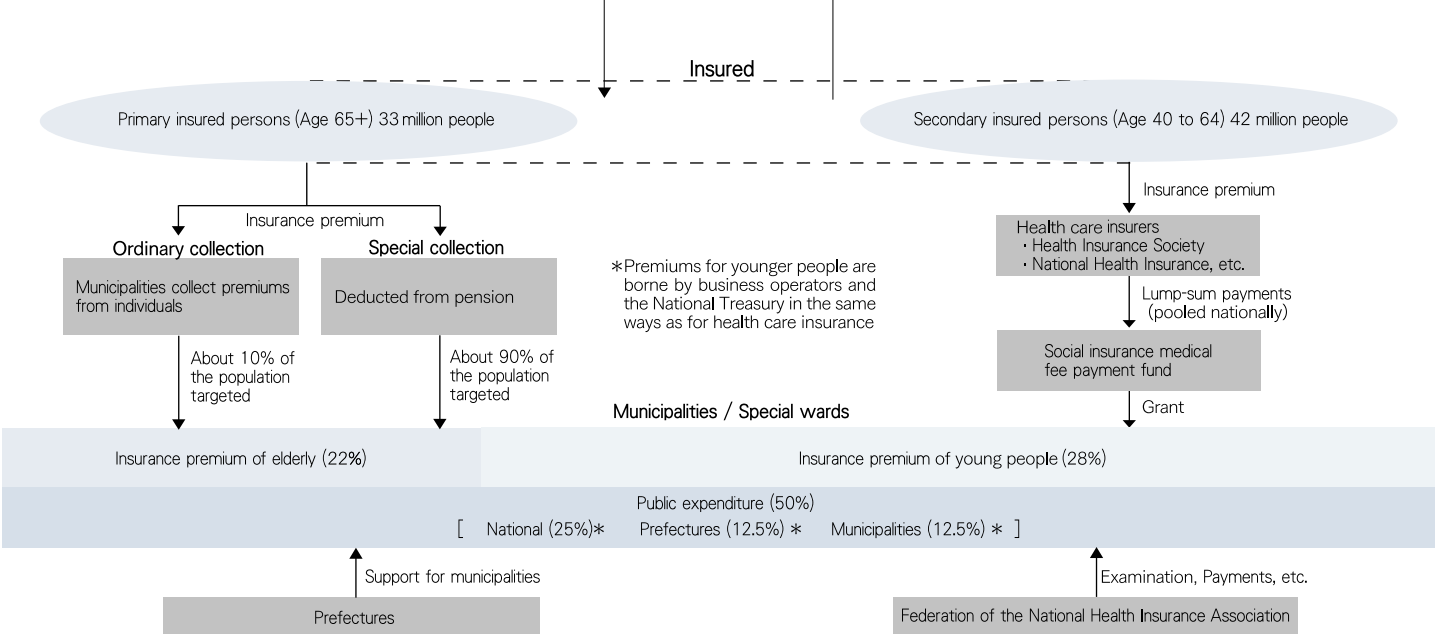 Insured
Primary insured persons (Age 65+) 33 million people
Secondary insured persons (Age 40 to 64) 42 million people
Insurance premium
Ordinary collection
Special collection
Municipalities collect premiums
from individuals
Deducted from pension
About 10% of
the population
targeted
About 90% of
the population
targeted
*Premiums for younger people are
borne by business operators and
the National Treasury in the same
ways as for health care insurance
Insurance premium
Health care insurers
・Health Insurance Society
・National Health Insurance, etc.
Lump-sum payments
(pooled nationally)
Social insurance medical
fee payment fund
Grant
Municipalities / Special wards
Insurance premium of elderly (22%)
Insurance premium of young people (28%)
Public expenditure (50%)
[ National (25%)* Prefectures (12.5%) * Municipalities (12.5%) * ]
Support for municipalities
Prefectures
Examination, Payments, etc.
Federation of the National Health Insurance Association